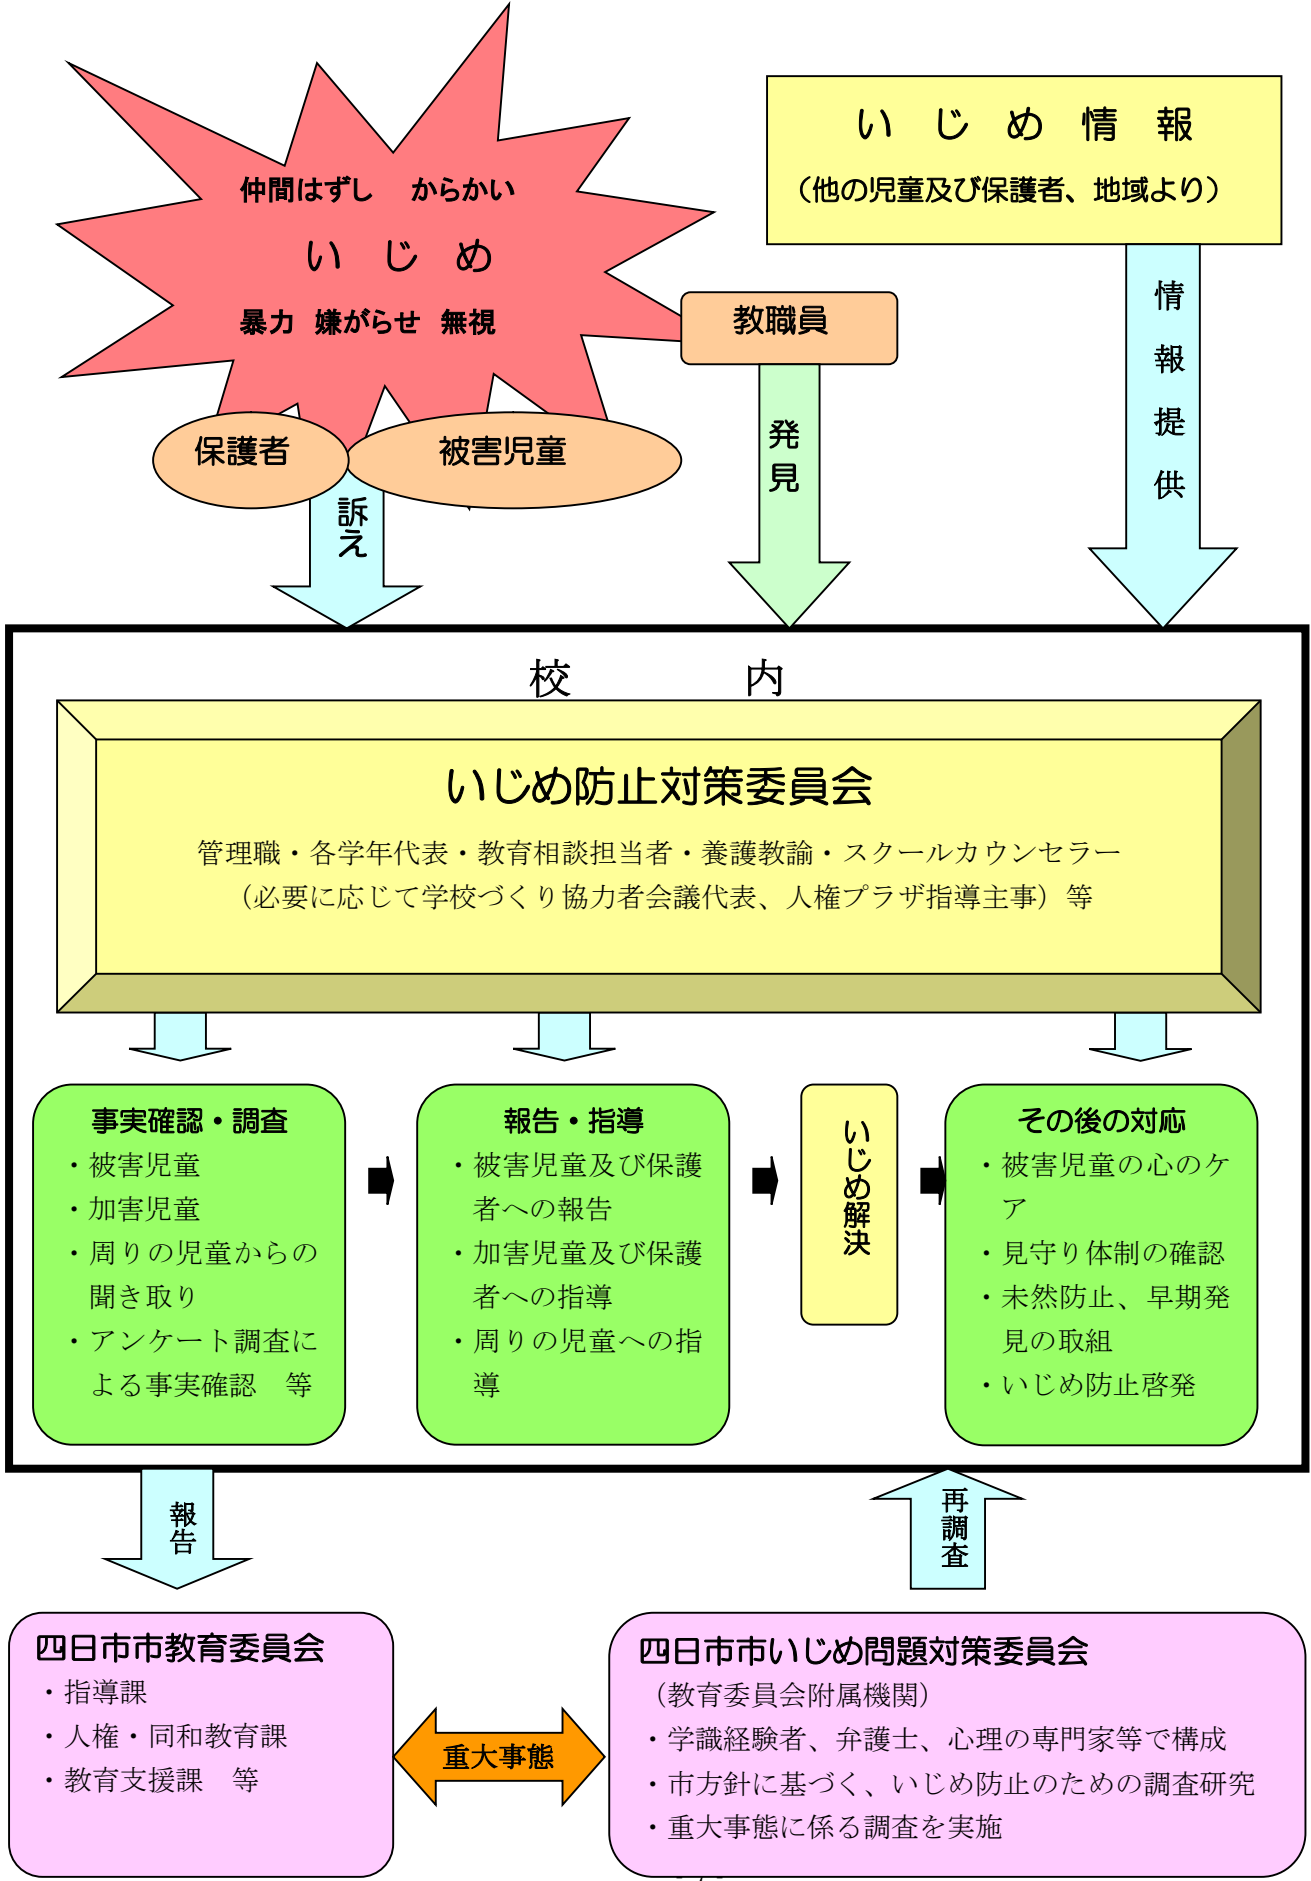 仲間はずし　からかい
い　じ　め
暴力　嫌がらせ　無視
い　じ　め　情　報
（他の児童及び保護者、地域より）
教職員
保護者
被害児童
訴え
発見
情報提供
校　　　　内
いじめ防止対策委員会
管理職・各学年代表・教育相談担当者・養護教諭・スクールカウンセラー
（必要に応じて学校づくり協力者会議代表、人権プラザ指導主事）等
事実確認・調査
・被害児童
・加害児童
・周りの児童からの
聞き取り
・アンケート調査に
よる事実確認　等
報告・指導
・被害児童及び保護
者への報告
・加害児童及び保護
者への指導
・周りの児童への指
導
いじめ解決
その後の対応
・被害児童の心のケ
ア
・見守り体制の確認
・未然防止、早期発
見の取組
・いじめ防止啓発
報告
再調査
四日市市教育委員会
・指導課
・人権・同和教育課
・教育支援課　等
重大事態
四日市市いじめ問題対策委員会
（教育委員会附属機関）
・学識経験者、弁護士、心理の専門家等で構成
・市方針に基づく、いじめ防止のための調査研究
・重大事態に係る調査を実施